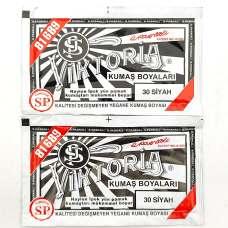 81689
VIKTORIA
KUMAŞ BOYALARI
Naylon İpek yün pamuk
kumaşları mükemmel boyar
30 SİYAH
SP
KALİTESİ DEĞİŞMEYEN YEGANE KUMAŞ BOYASI
81689
VIKTORIA
KUMAŞ BOYALARI
Naylon İpek yün pamuk
kumaşları mükemmel boyar
30 SİYAH
SP
KALİTESİ DEĞİŞMEYEN YEGANE KUMAŞ BOYASI